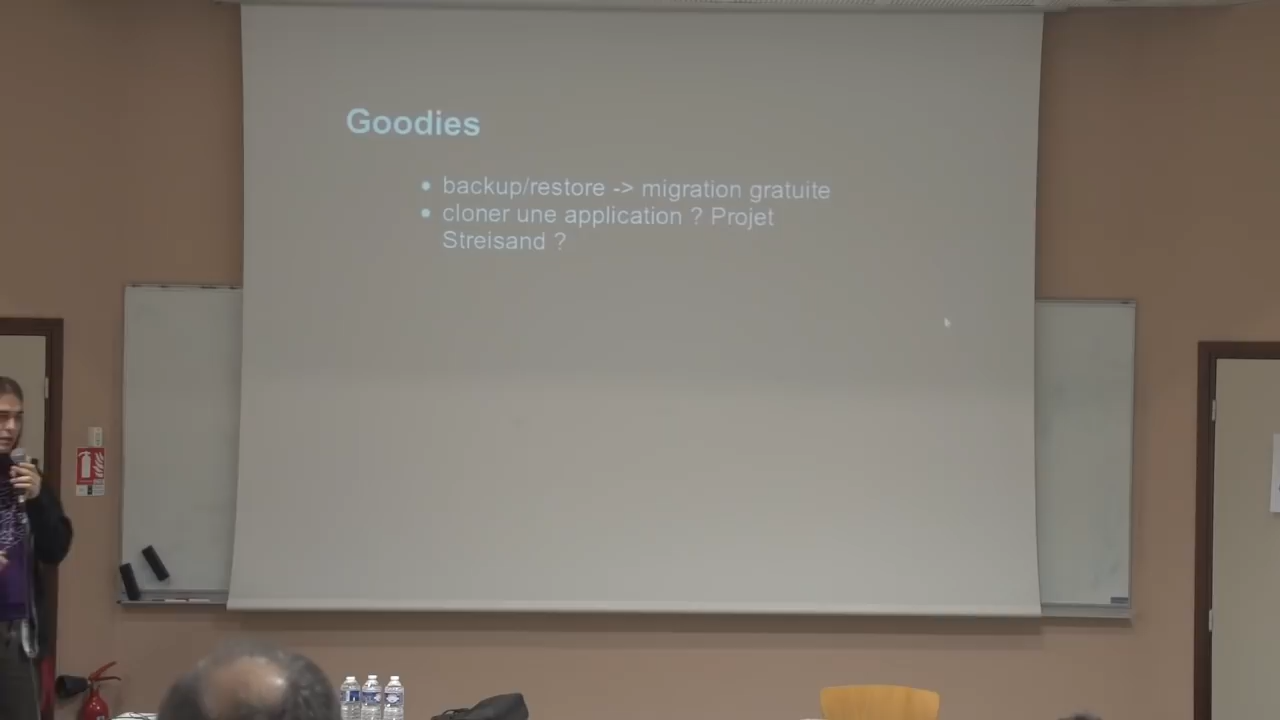 Goodies
• backup/restore -> migration gratuite
• cloner une application ? Projet
Streisand ?